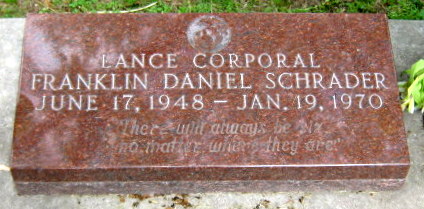 LANCE CORPORAL
FRANKLIN DANIEL SCHRADER
JUNE 17, 1948 – JAN. 19, 1970
"There will always be six,
no matter where they are."